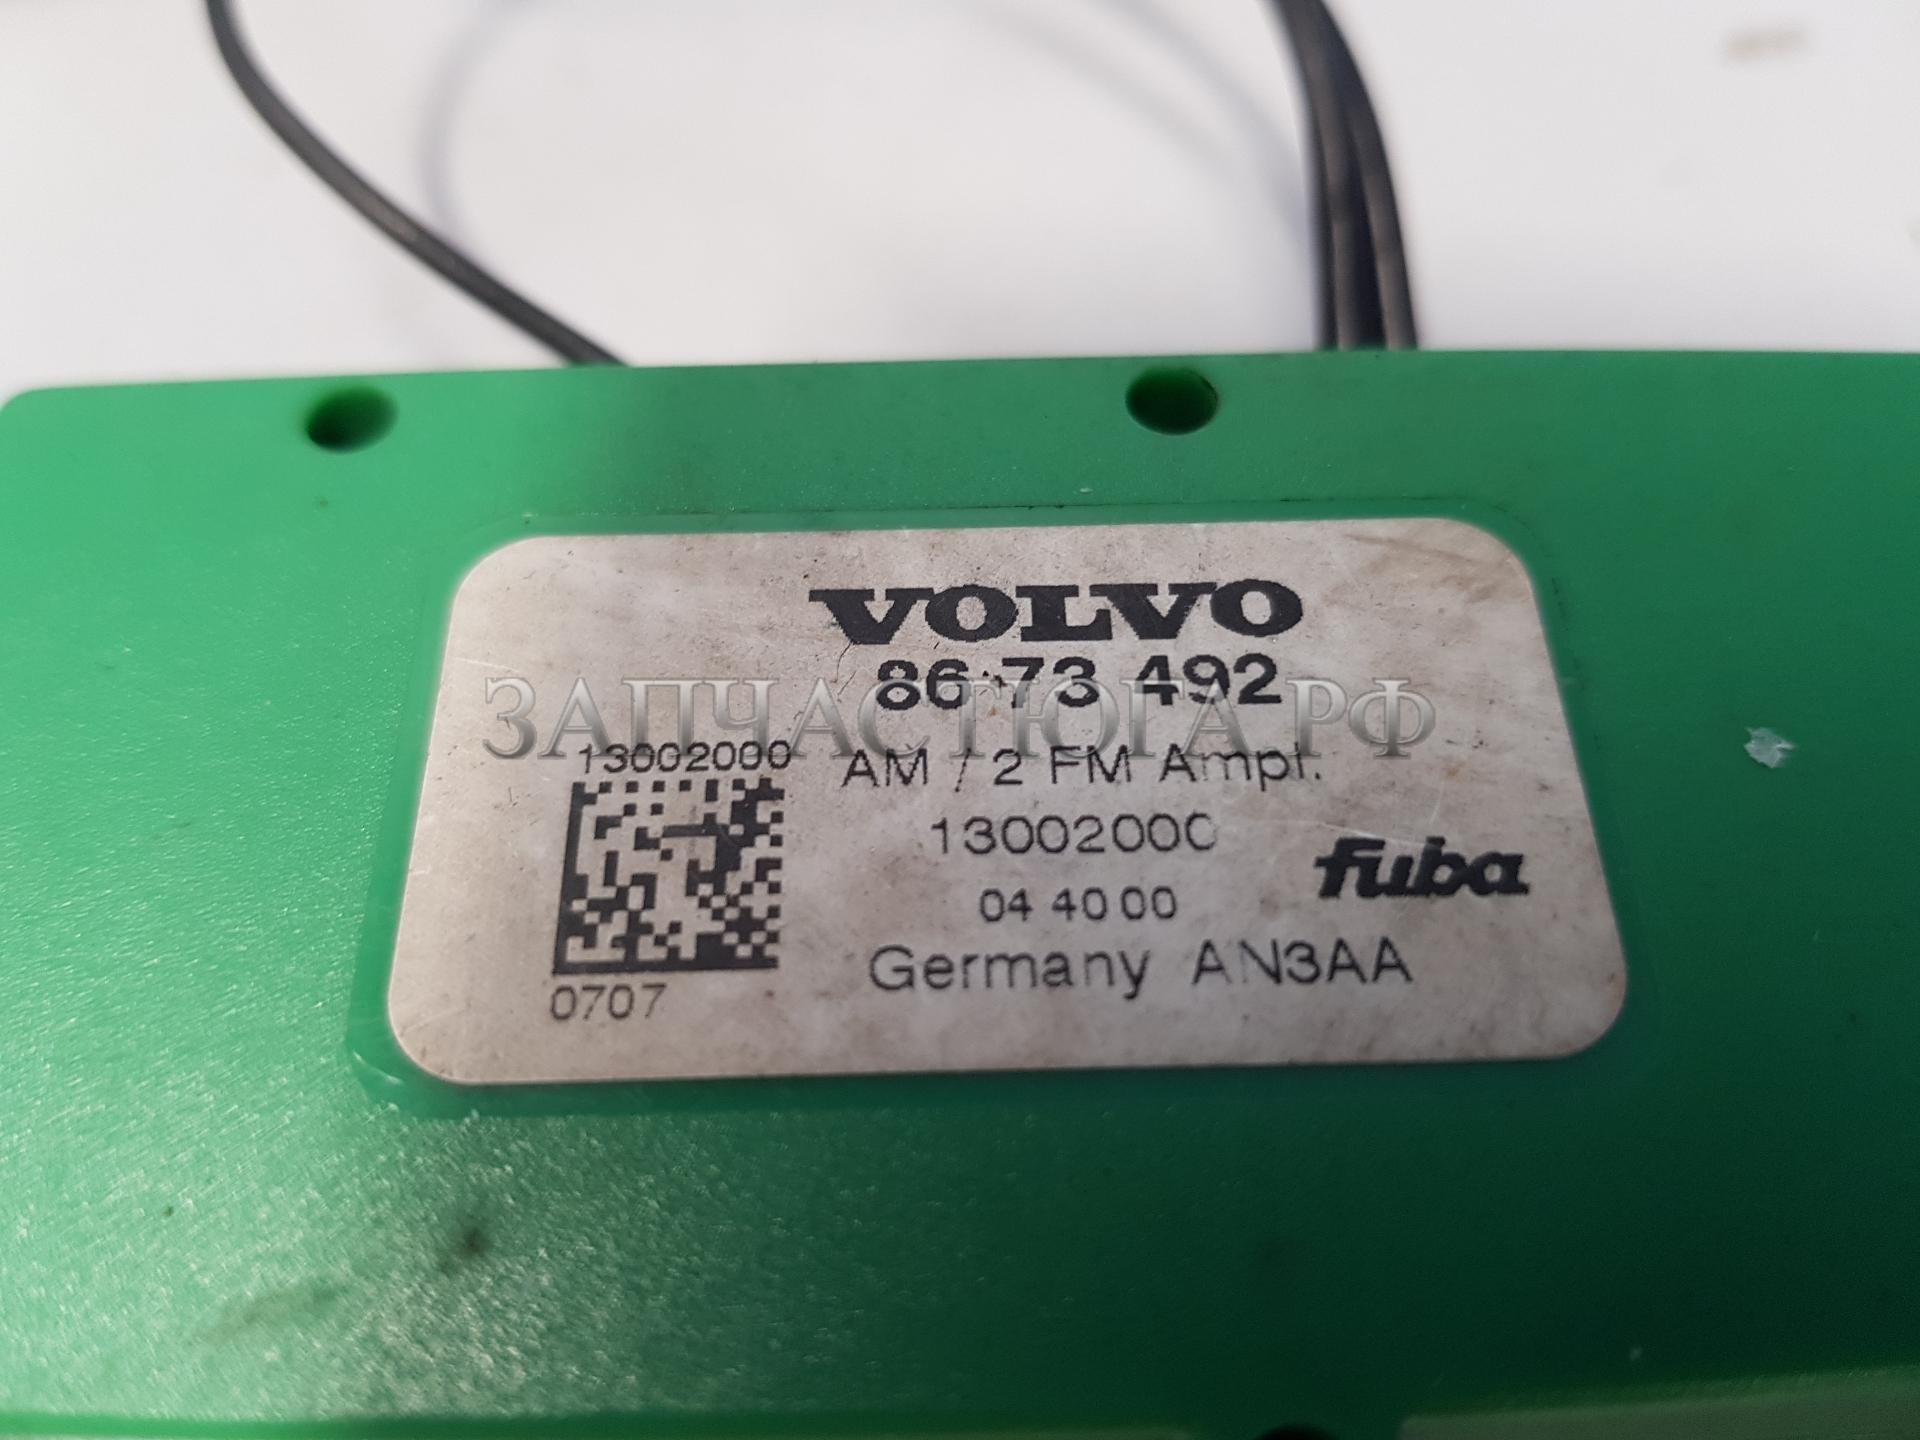 VOLVO
86 73 492
ЗАПЧАСТЮГА.РФ
13002000
AM / 2 FM Ampl.
13002000
fuba
04 40 00
Germany AN3AA
0707